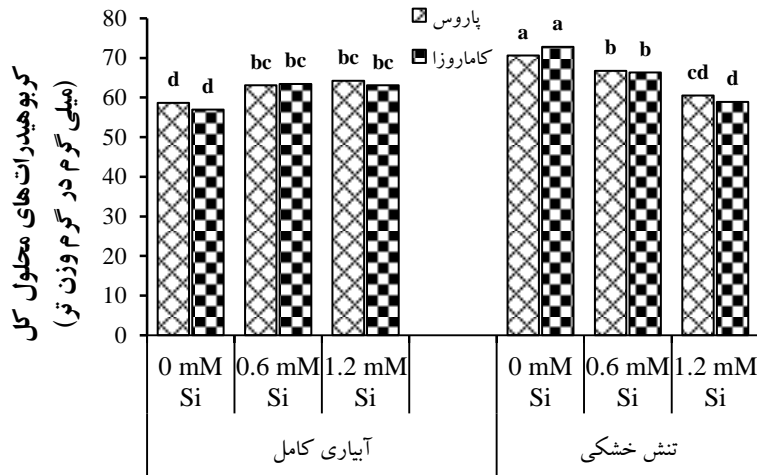 کربوهیدرات‌های محلول کل
(میلی گرم در گرم وزن تر)
80
70
60
50
40
30
20
10
0
پاروس
کاماروزا
d d bc bc bc bc a a b b cd d
0 mM Si
0.6 mM Si
1.2 mM Si
0 mM Si
0.6 mM Si
1.2 mM Si
آبیاری کامل
تنش خشکی